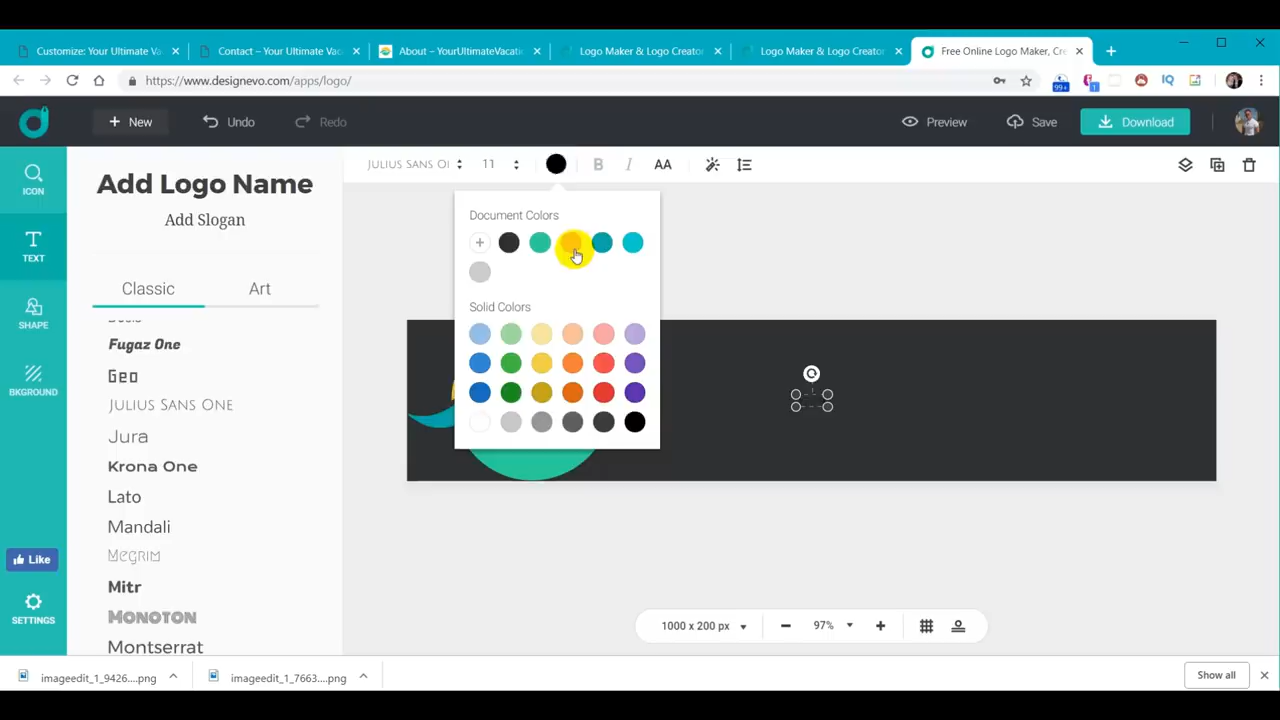 Customize: Your Ultimate Va
Contact – Your Ultimate Vaca
About – YourUltimateVacati
Logo Maker & Logo Creator
Logo Maker & Logo Creator
Free Online Logo Maker, Cre
https://www.designevo.com/apps/logo/
IQ
99+
1
New
Undo
Redo
Preview
Save
Download
JULIUS SANS O
11
B
I
AA
ICON
TEXT
SHAPE
BKGROUND
Like
SETTINGS
Add Logo Name
Add Slogan
Classic
Art
Fugaz One
Geo
JULIUS SANS ONE
Jura
Krona One
Lato
Mandali
Megrim
Mitr
MONOTON
Montserrat
Document Colors
Solid Colors
1000 x 200 px
97%
imageedit_1_9426....png
imageedit_1_7663....png
Show all